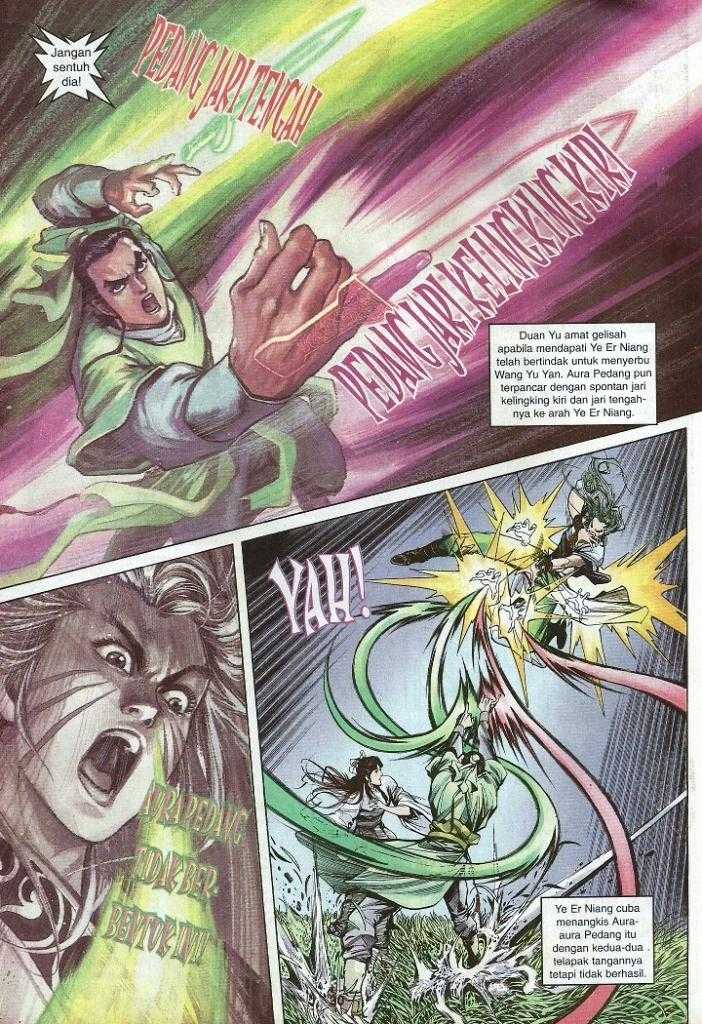 Jangan
sentuh
dia!
PEDANG JARI TENGAH
PEDANG JARI KELINGKING KIRI
Duan Yu amat gelisah
apabila mendapati Ye Er Niang
telah bertindak untuk menyerbu
Wang Yu Yan. Aura Pedang pun
terpancar dengan spontan jari
kelingking kiri dan jari tengah-
nya ke arah Ye Er Niang.
YAH!
AURA PEDANG
TIDAK BER-
BENTUK INI!
Ye Er Niang cuba
menangkis Aura-
aura Pedang itu
dengan kedua-dua
telapak tangannya
tetapi tidak berhasil.